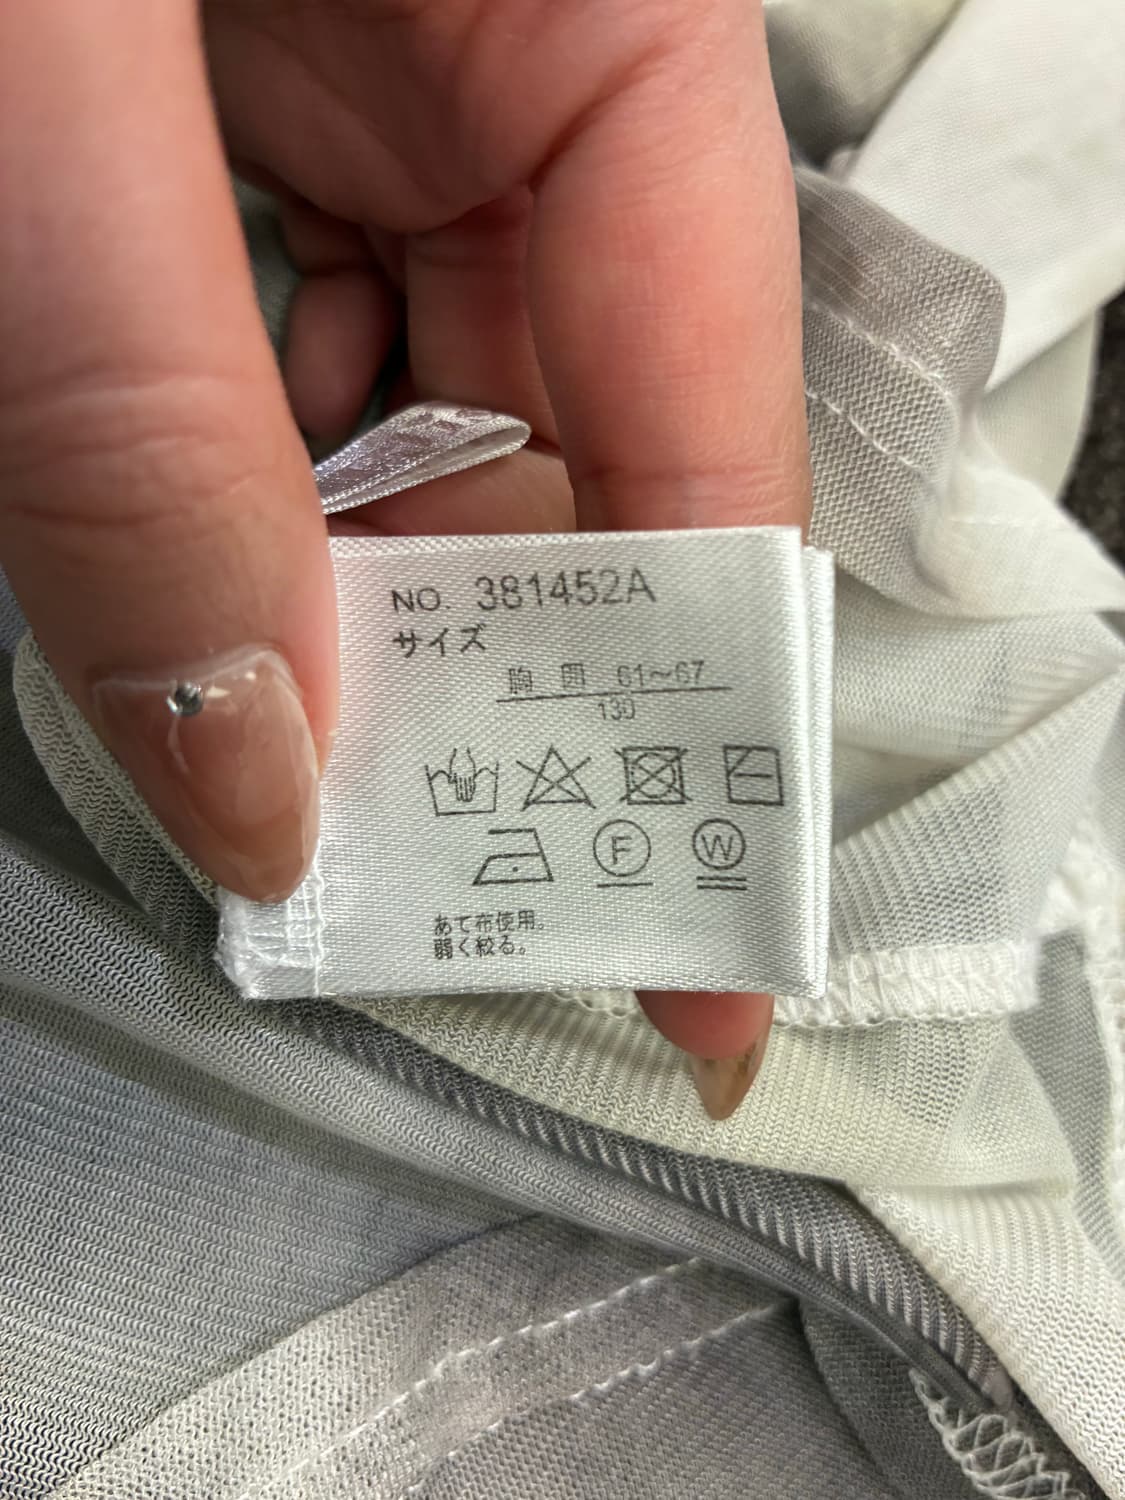 NO. 381452A
サイズ
胸 囲 61～67
130
F W
あて布使用。
弱く絞る。